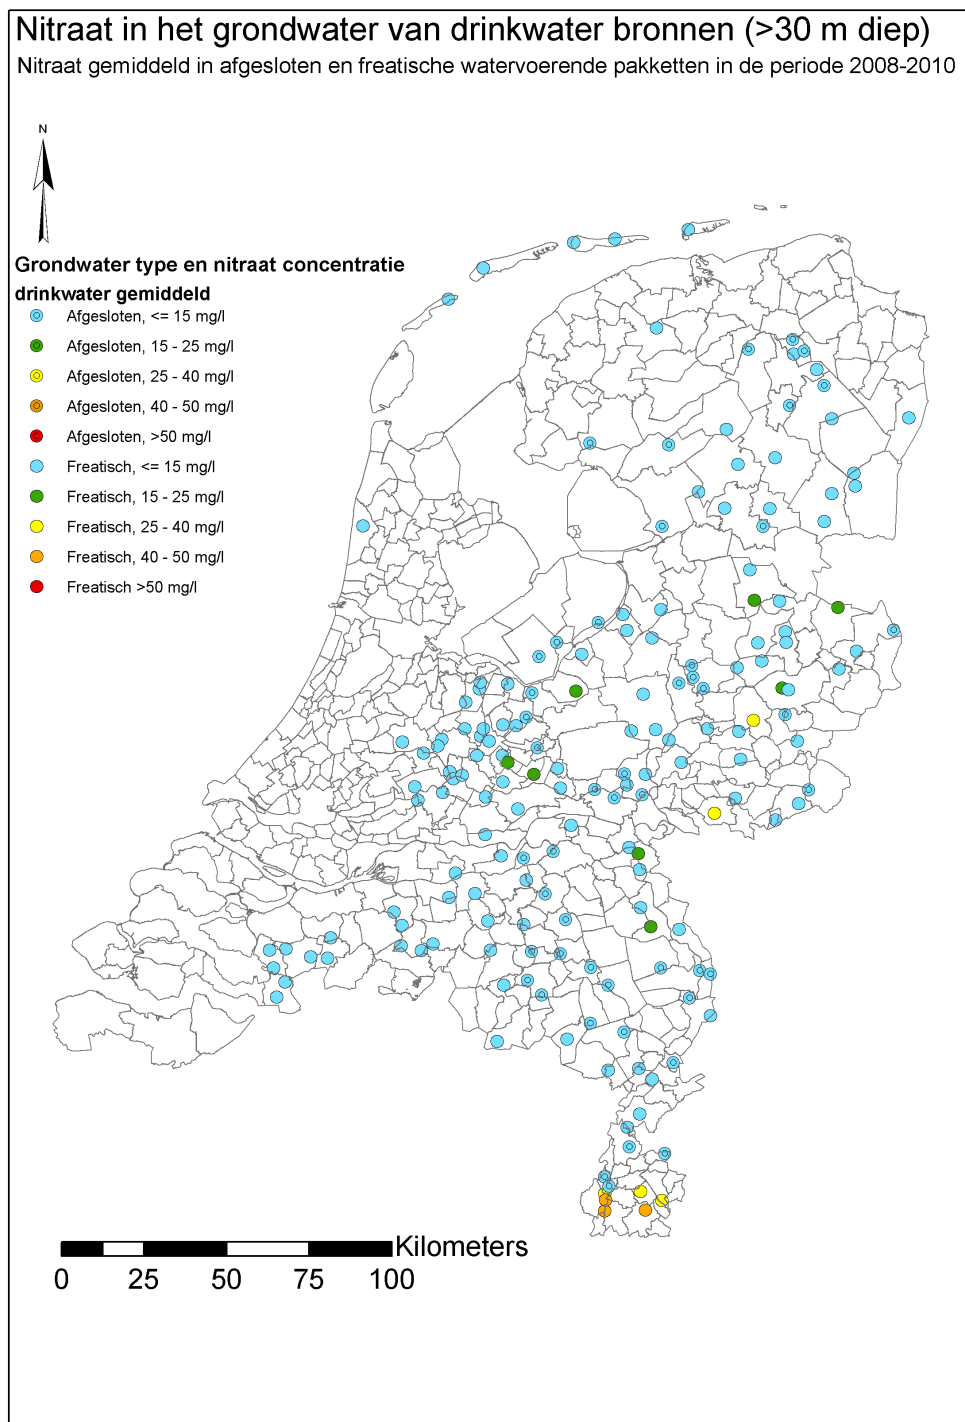 Nitraat in het grondwater van drinkwater bronnen (>30 m diep)
Nitraat gemiddeld in afgesloten en freatische watervoerende pakketten in de periode 2008-2010
N
Grondwater type en nitraat concentratie
drinkwater gemiddeld
Afgesloten, <= 15 mg/l
Afgesloten, 15 - 25 mg/l
Afgesloten, 25 - 40 mg/l
Afgesloten, 40 - 50 mg/l
Afgesloten, >50 mg/l
Freatisch, <= 15 mg/l
Freatisch, 15 - 25 mg/l
Freatisch, 25 - 40 mg/l
Freatisch, 40 - 50 mg/l
Freatisch >50 mg/l
Kilometers
0 25 50 75 100